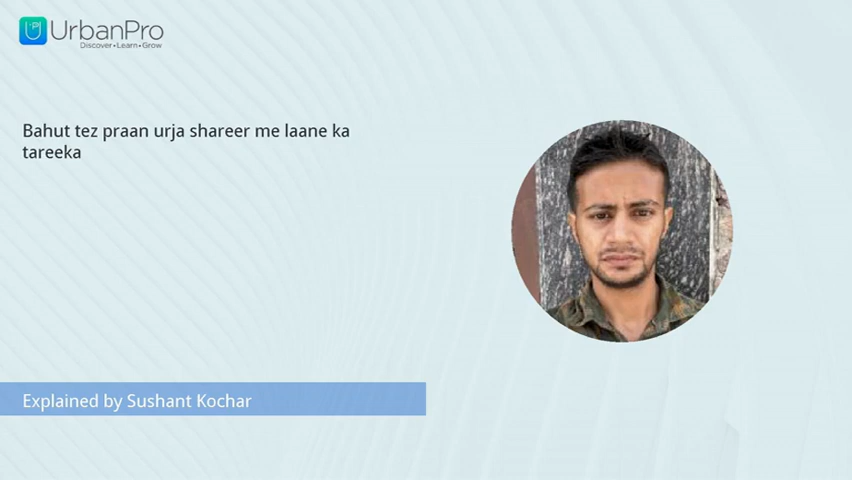 UrbanPro
Discover•Learn•Grow
Bahut tez praan urja shareer me laane ka
tareeka
Explained by Sushant Kochar